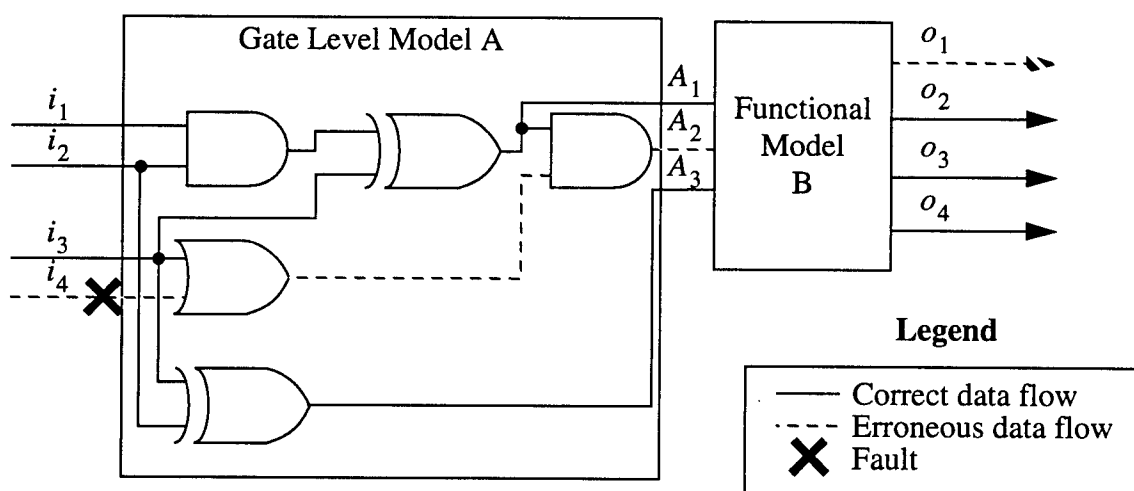 Gate Level Model A
i1
i2
i3
i4
A1
A2
A3
Functional
Model
B
o1
o2
o3
o4
Legend
Correct data flow
Erroneous data flow
Fault